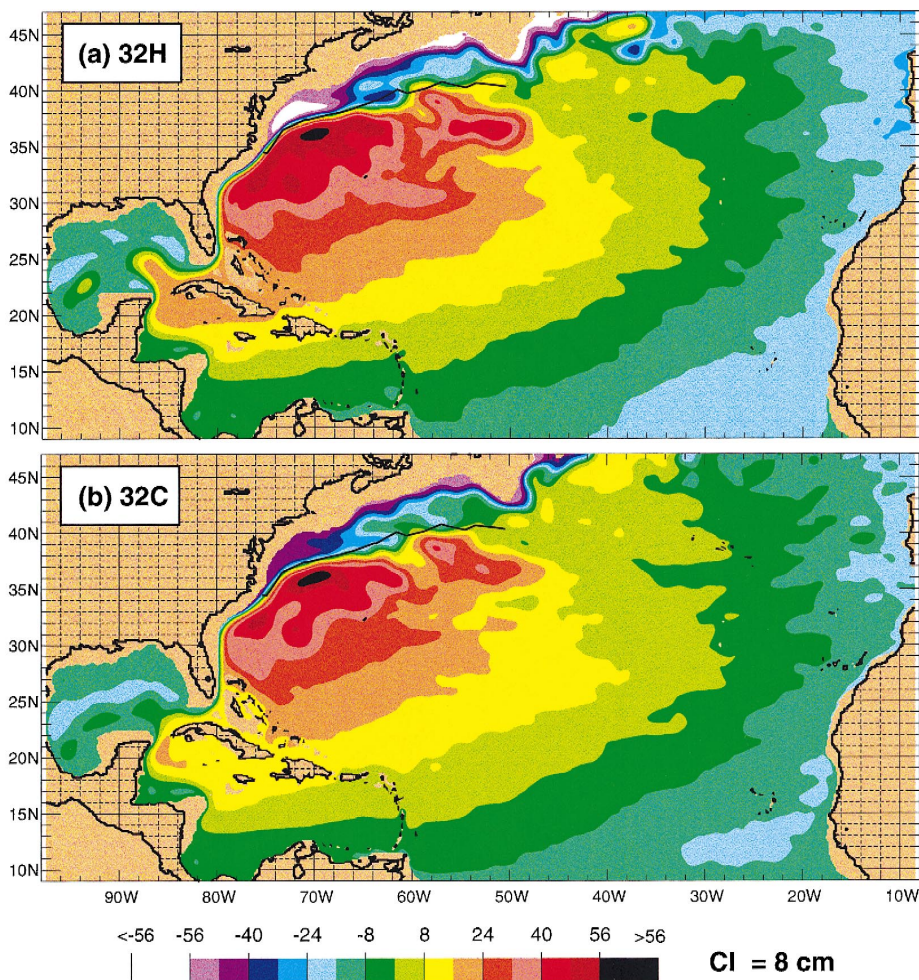 45N
(a) 32H
40N
35N
30N
25N
20N
15N
10N
45N
(b) 32C
40N
35N
30N
25N
20N
15N
10N
90W 80W 70W 60W 50W 40W 30W 20W 10W
<-56 -56 -40 -24 -8 8 24 40 56 >56
CI = 8 cm